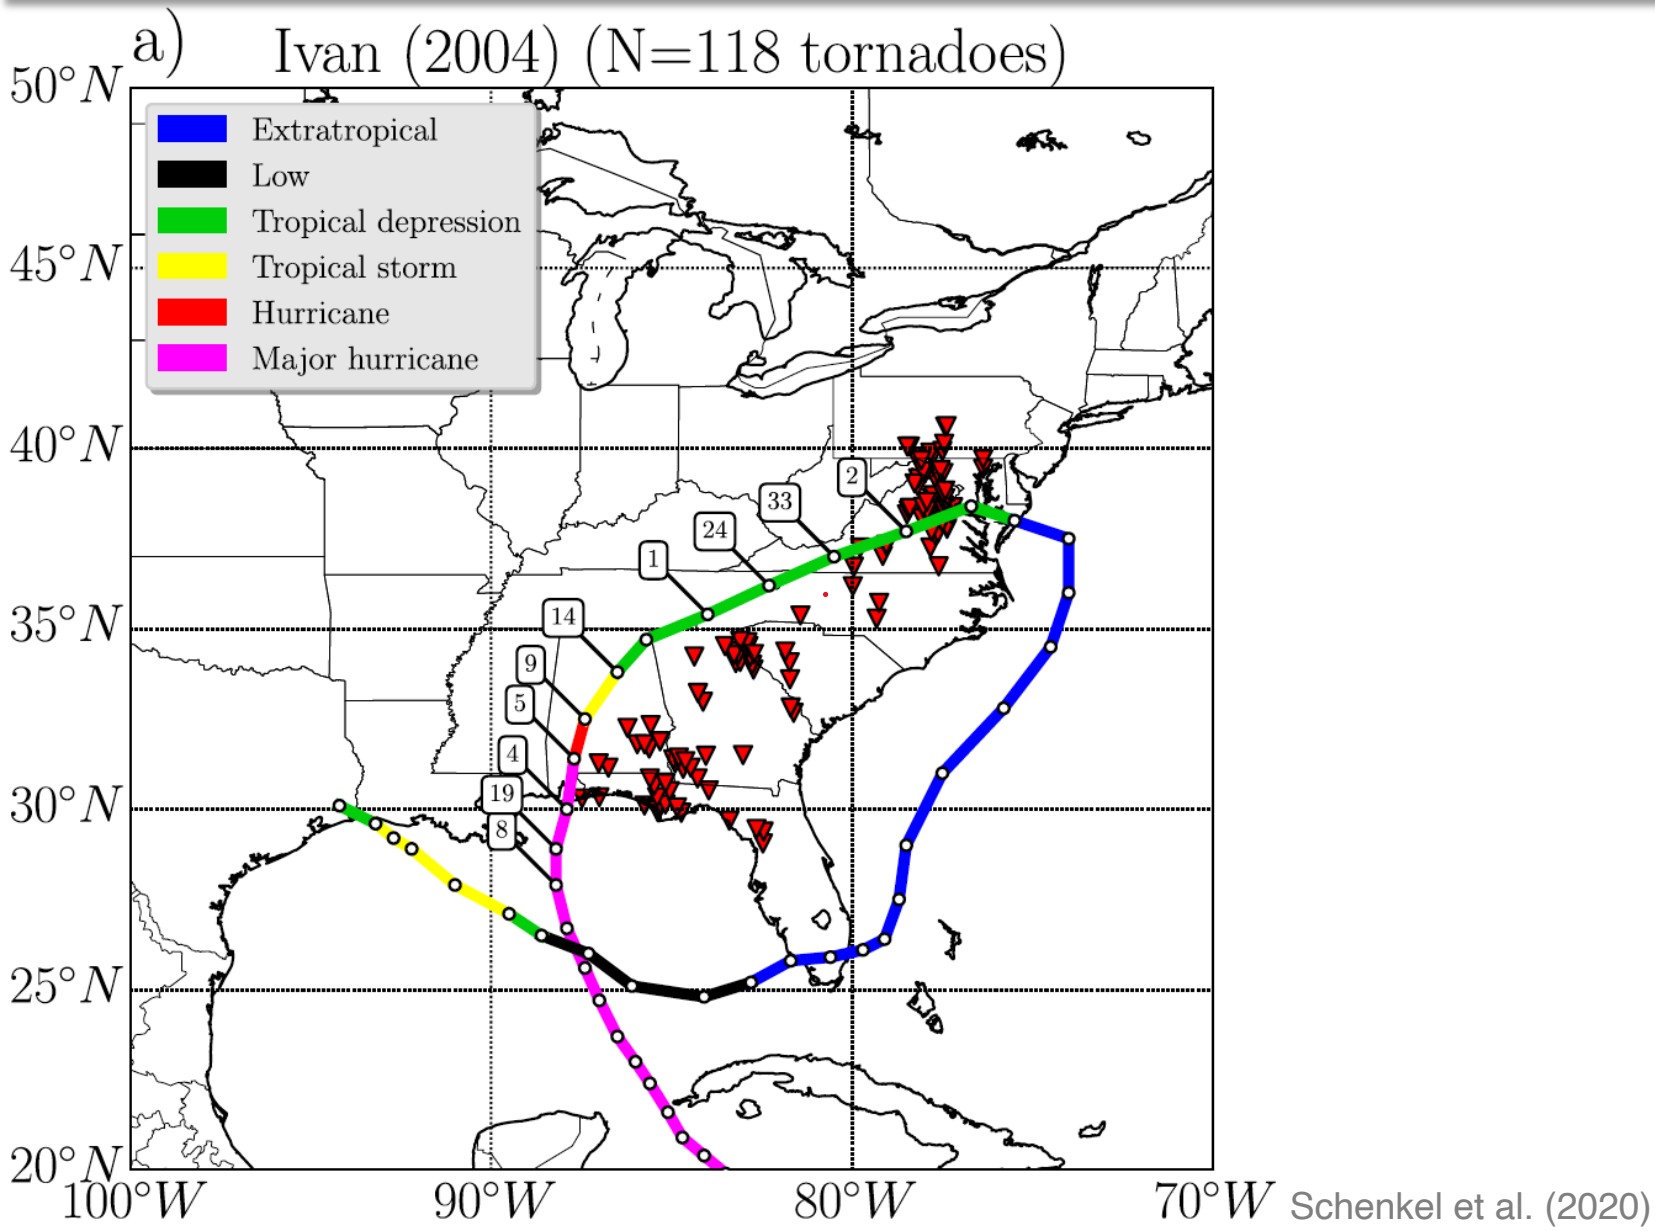 a) Ivan (2004) (N=118 tornadoes)
50°N
Extratropical
Low
Tropical depression
45°N
Tropical storm
Hurricane
Major hurricane
40°N
2
33
24
1
14
35°N
9
5
4
19
30°N
8
25°N
20°N
100°W 90°W 80°W 70°W
Schenkel et al. (2020)